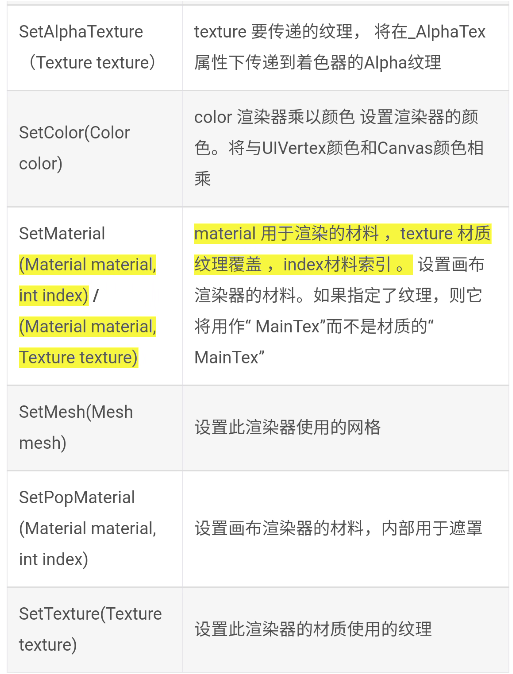 SetAlphaTexture
（Texture texture）
texture 要传递的纹理， 将在_AlphaTex
属性下传递到着色器的Alpha纹理
SetColor(Color
color)
color 渲染器乘以颜色 设置渲染器的颜
色。将与UIVertex颜色和Canvas颜色相
乘
SetMaterial
(Material material,
int index) /
(Material material,
Texture texture)
material 用于渲染的材料 ，texture 材质
纹理覆盖 ，index材料索引 。 设置画布
渲染器的材料。如果指定了纹理，则它
将用作“ MainTex”而不是材质的“
MainTex”
SetMesh(Mesh
mesh)
设置此渲染器使用的网格
SetPopMaterial
(Material material,
int index)
设置画布渲染器的材料，内部用于遮罩
SetTexture(Texture
texture)
设置此渲染器的材质使用的纹理